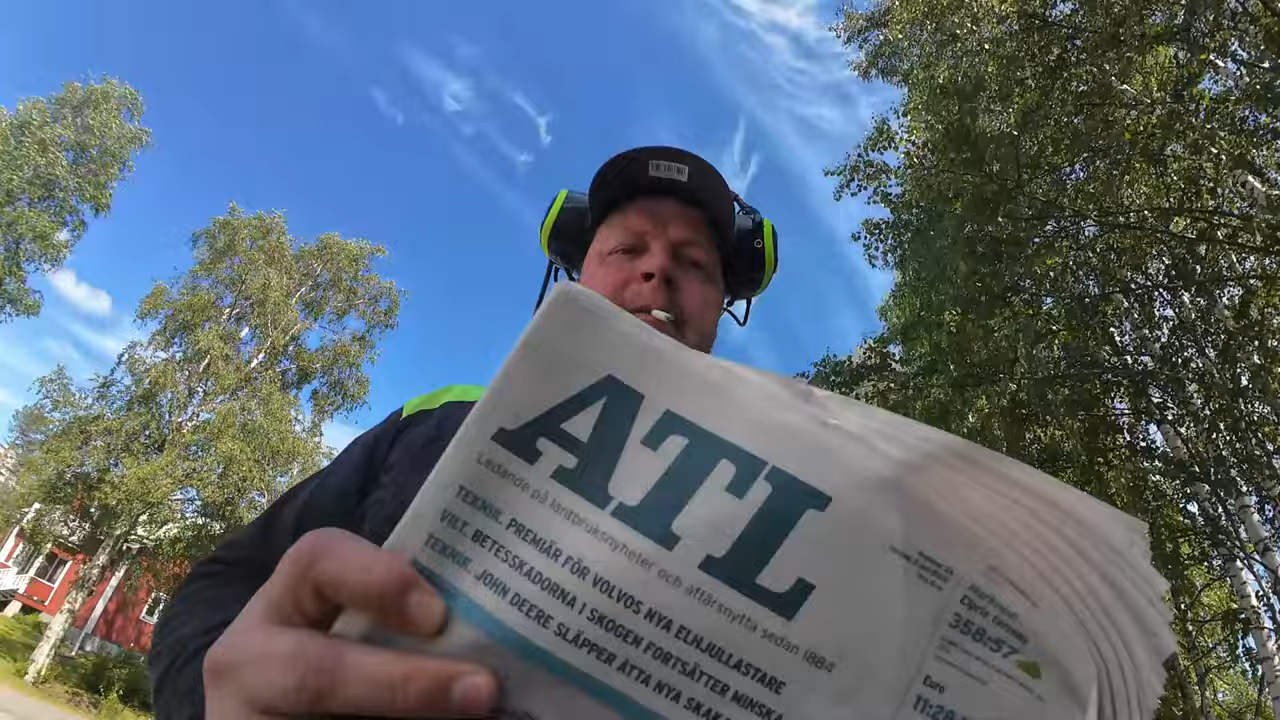 ATL
Ledande på lantbruksnyheter och affärsnytta sedan 1884
TEKNIK. PREMIÄR FÖR VOLVOS NYA ELHJULLASTARE
VILT. BETESSKADORNA I SKOGEN FORTSÄTTER MINSKA
TEKNIK. JOHN DEERE SLÄPPER ÅTTA NYA
358:57
Euro